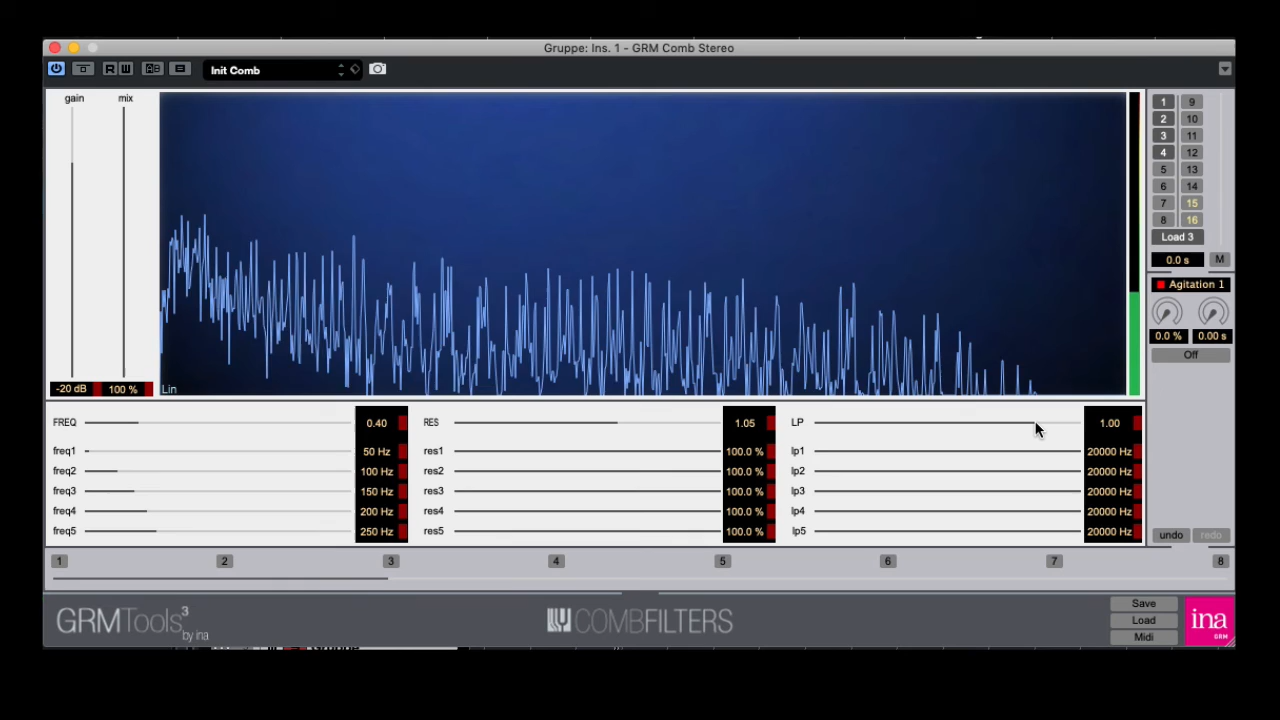 Gruppe: Ins. 1 - GRM Comb Stereo
R W AB Init Comb
gain mix
-20 dB 100 % Lin
1 9
2 10
3 11
4 12
5 13
6 14
7 15
8 16
Load 3
0.0 s M
Agitation 1
0.0 % 0.00 s
Off
undo redo
FREQ 0.40 RES 1.05 LP 1.00
freq1 50 Hz res1 100.0 % lp1 20000 Hz
freq2 100 Hz res2 100.0 % lp2 20000 Hz
freq3 150 Hz res3 100.0 % lp3 20000 Hz
freq4 200 Hz res4 100.0 % lp4 20000 Hz
freq5 250 Hz res5 100.0 % lp5 20000 Hz
1 2 3 4 5 6 7 8
GRMTools3
by ina
COMBFILTERS
Save
Load
Midi
ina
GRM